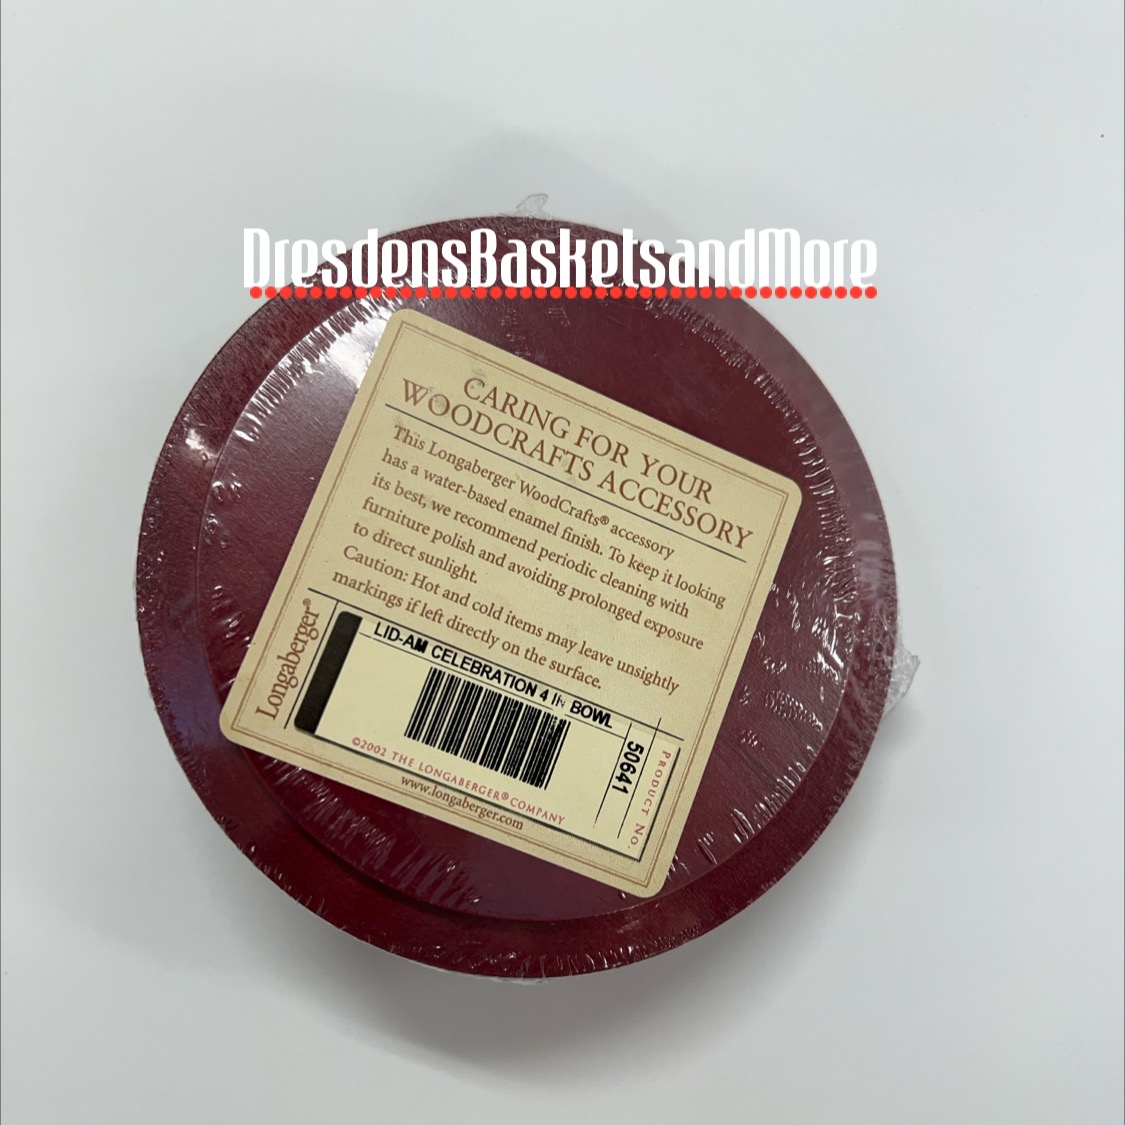 DresdensBasketsandMore
CARING FOR YOUR
WOODCRAFTS ACCESSORY
This Longaberger WoodCrafts® accessory
has a water-based enamel finish. To keep it looking
its best, we recommend periodic cleaning with
furniture polish and avoiding prolonged exposure
to direct sunlight.
Caution: Hot and cold items may leave unsightly
markings if left directly on the surface.
Longaberger®
LID-AM CELEBRATION 4 IN BOWL
50641
PRODUCT NO.
©2002 THE LONGABERGER® COMPANY
www.longaberger.com